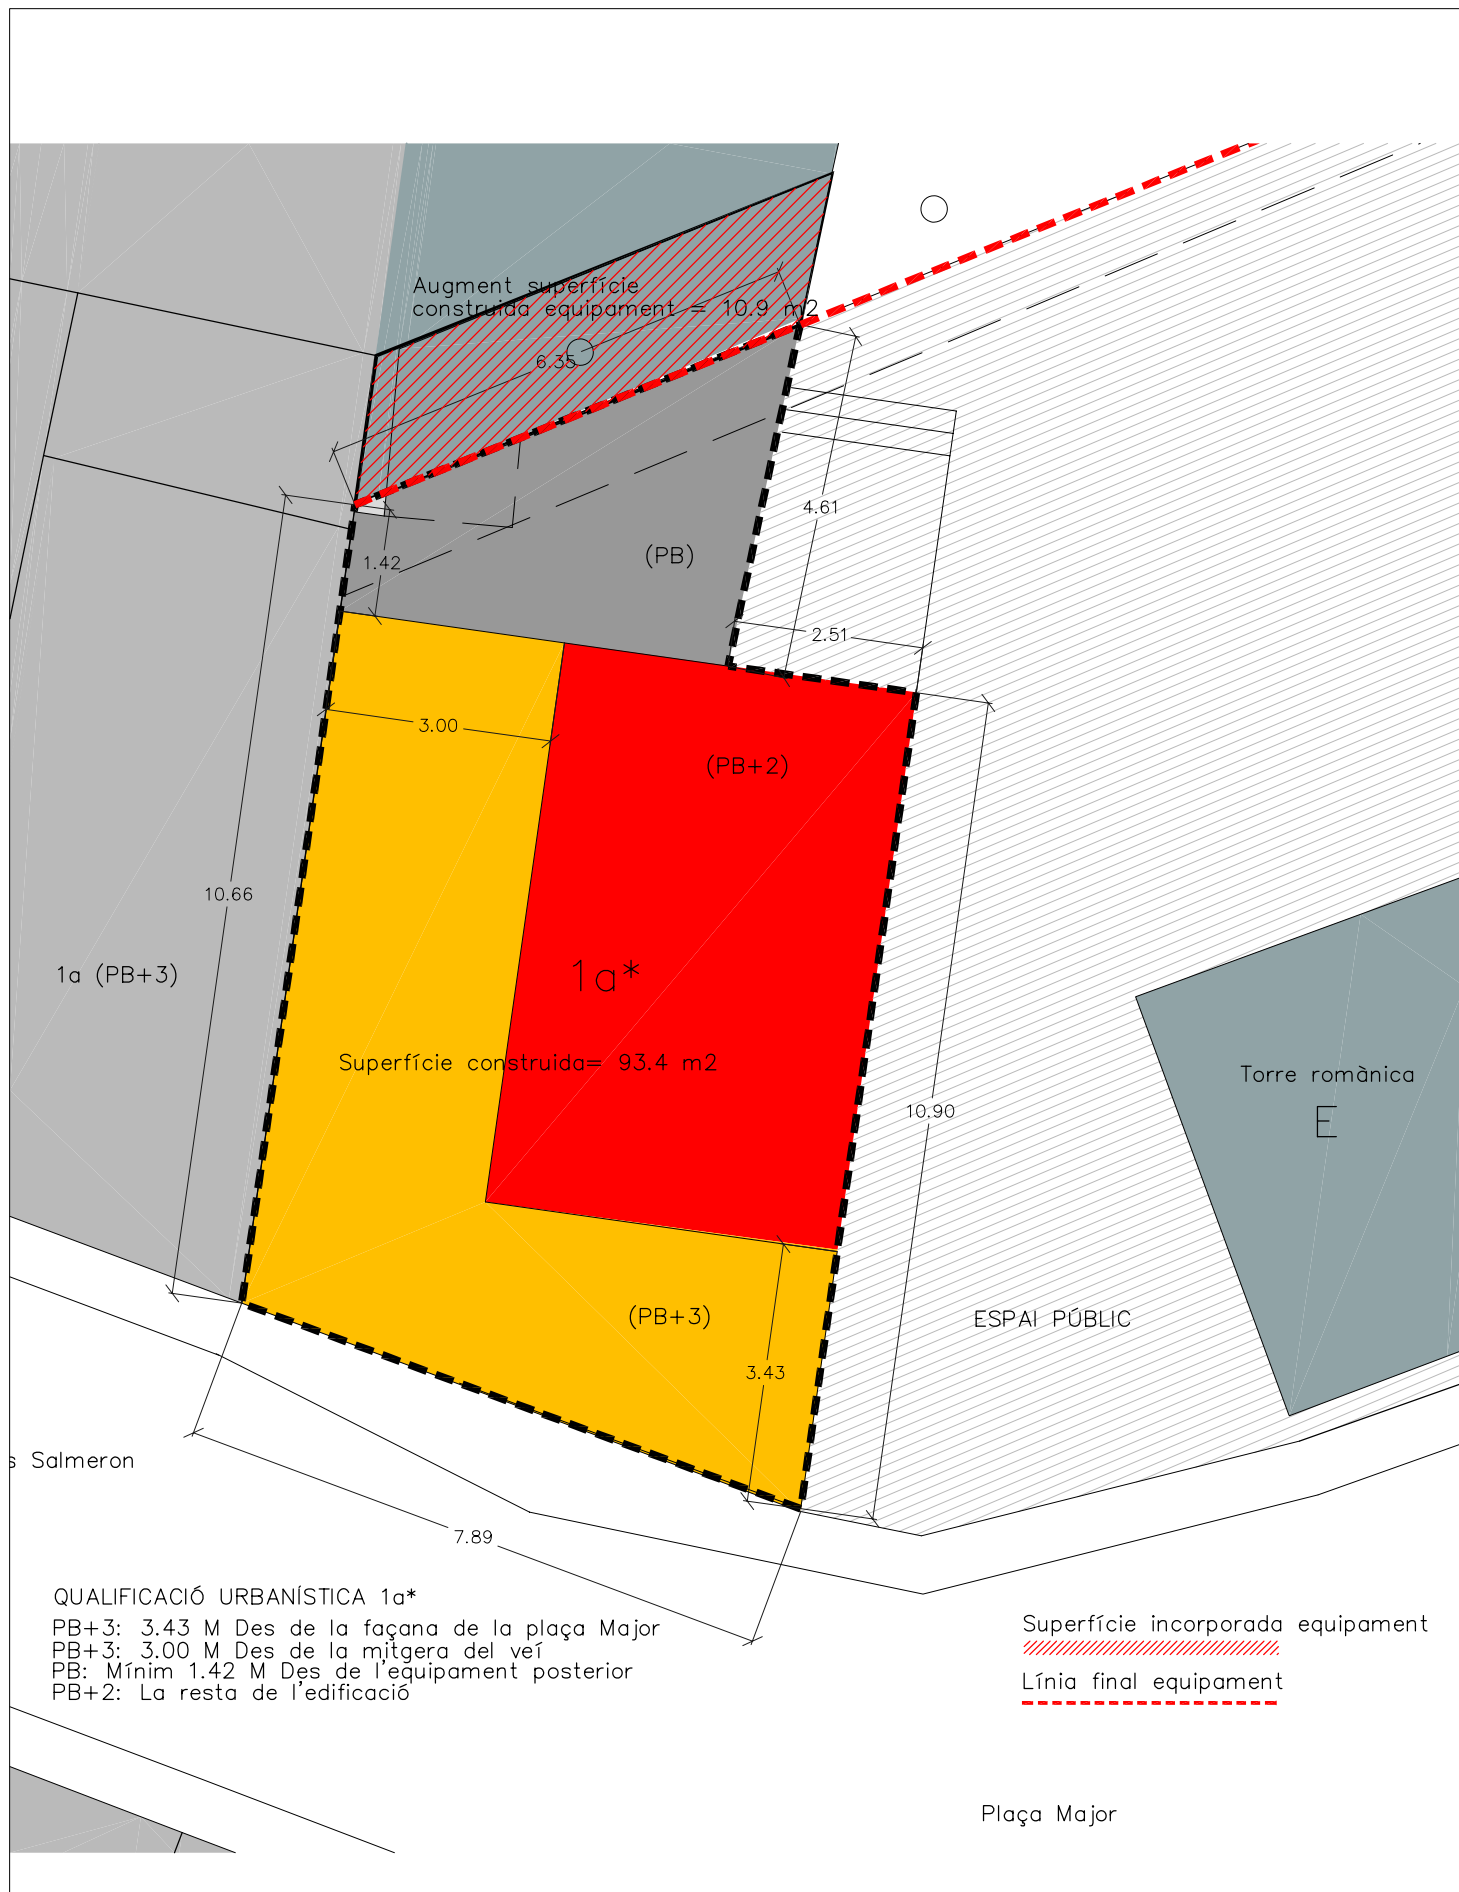 Augment superfície
construida equipament = 10.9 m2
6.35
4.61
(PB)
1.42
2.51
3.00
(PB+2)
10.66
1a (PB+3)
1a*
Superfície construida= 93.4 m2
Torre romànica
E
10.90
(PB+3)
ESPAI PÚBLIC
3.43
s Salmeron
7.89
QUALIFICACIÓ URBANÍSTICA 1a*
PB+3: 3.43 M Des de la façana de la plaça Major
PB+3: 3.00 M Des de la mitgera del veí
PB: Mínim 1.42 M Des de l'equipament posterior
PB+2: La resta de l'edificació
Superfície incorporada equipament
Línia final equipament
Plaça Major